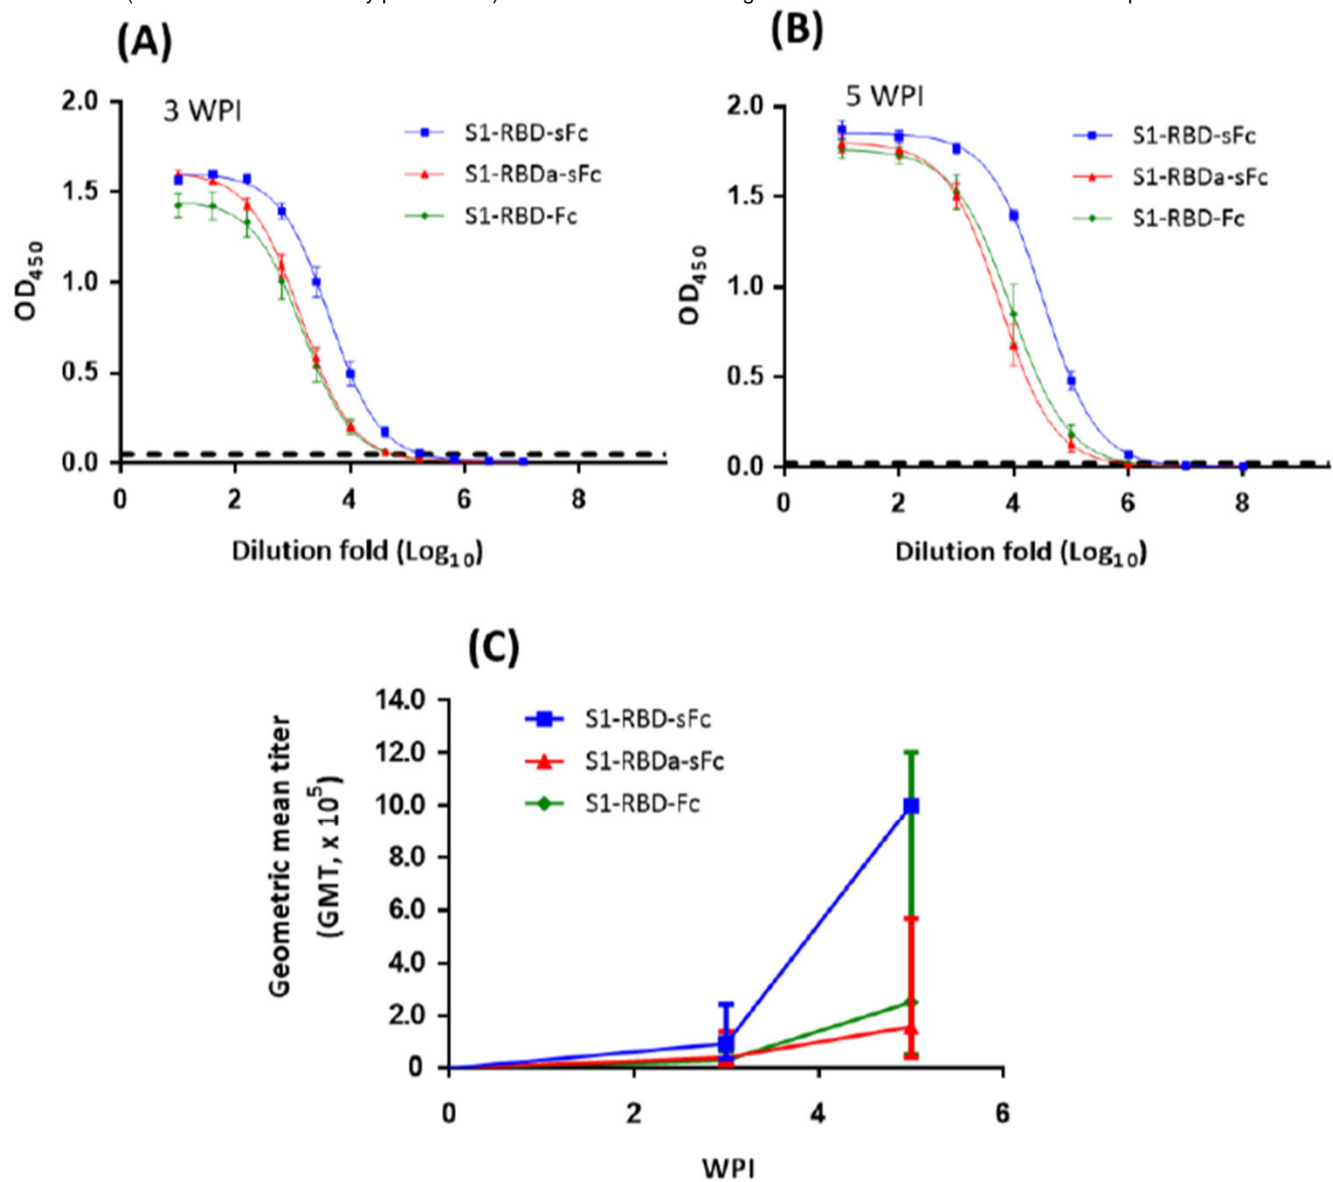 (A)
3 WPI
S1-RBD-sFc
S1-RBDa-sFc
S1-RBD-Fc
OD450
2.0
1.5
1.0
0.5
0.0
0 2 4 6 8
Dilution fold (Log10)
(B)
5 WPI
S1-RBD-sFc
S1-RBDa-sFc
S1-RBD-Fc
OD450
2.0
1.5
1.0
0.5
0.0
0 2 4 6 8
Dilution fold (Log10)
(C)
S1-RBD-sFc
S1-RBDa-sFc
S1-RBD-Fc
Geometric mean titer
(GMT, x 10^5)
14.0
12.0
10.0
8.0
6.0
4.0
2.0
0
0 2 4 6
WPI